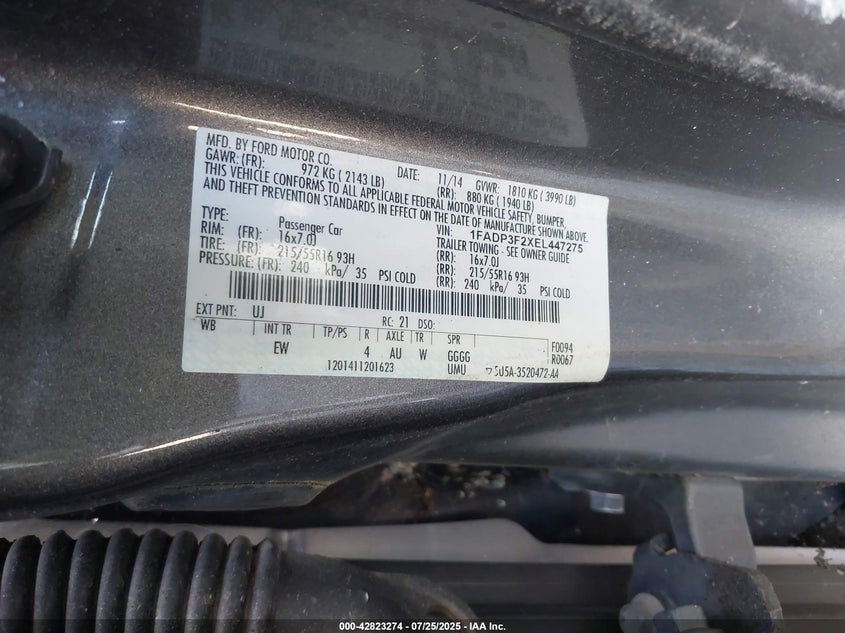 MFD. BY FORD MOTOR CO. DATE: 11/14 GVWR: 1810 KG ( 3990 LB)
GAWR: (FR): 972 KG ( 2143 LB) (RR): 880 KG ( 1940 LB)
THIS VEHICLE CONFORMS TO ALL APPLICABLE FEDERAL MOTOR VEHICLE SAFETY, BUMPER,
AND THEFT PREVENTION STANDARDS IN EFFECT ON THE DATE OF MANUFACTURE SHOWN ABOVE.
VIN: 1FADP3F2XEL447275
TYPE: Passenger Car TRAILER TOWING - SEE OWNER GUIDE
RIM: (FR): 16x7.0J (RR): 16x7.0J
TIRE: (FR): 215/55R16 93H (RR): 215/55R16 93H
PRESSURE: (FR): 240 kPa/ 35 PSI COLD (RR): 240 kPa/ 35 PSI COLD
EXT PNT: UJ RC: 21 DSO:
WB INT TR TP/PS R AXLE TR SPR F0094
EW 4 AU W GGGG R0067
1201411201623 UMU 5U5A-3520472-AA
000-42823274 - 07/25/2025 - IAA Inc.